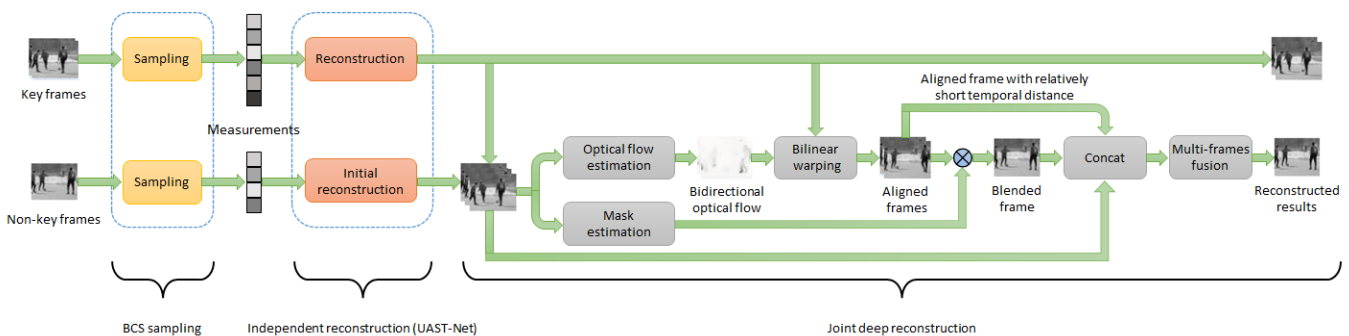 Sampling
Reconstruction
Key frames
Aligned frame with relatively
short temporal distance
Measurements
Optical flow
estimation
Bilinear
warping
Concat
Multi-frames
fusion
Sampling
Initial
reconstruction
Non-key frames
Bidirectional
optical flow
Aligned
frames
Blended
frame
Reconstructed
results
Mask
estimation
BCS sampling
Independent reconstruction (UAST-Net)
Joint deep reconstruction